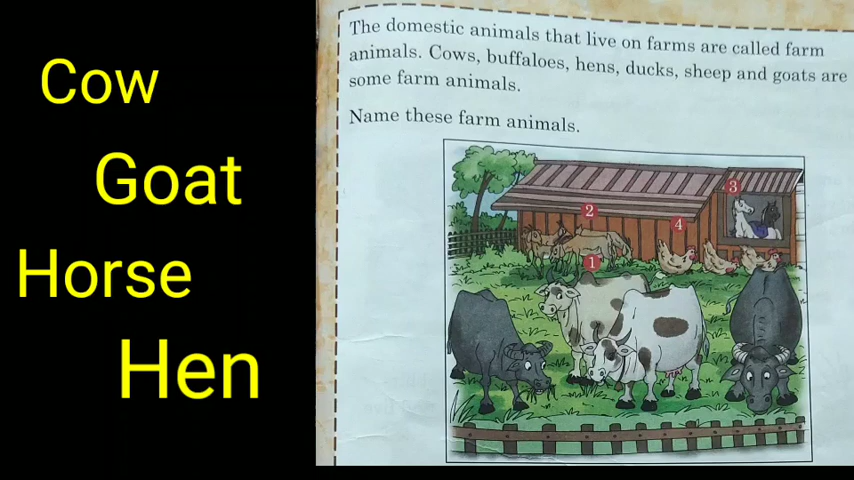 Cow
Goat
Horse
Hen
The domestic animals that live on farms are called farm
animals. Cows, buffaloes, hens, ducks, sheep and goats are
some farm animals.
Name these farm animals.
3
2
4
1